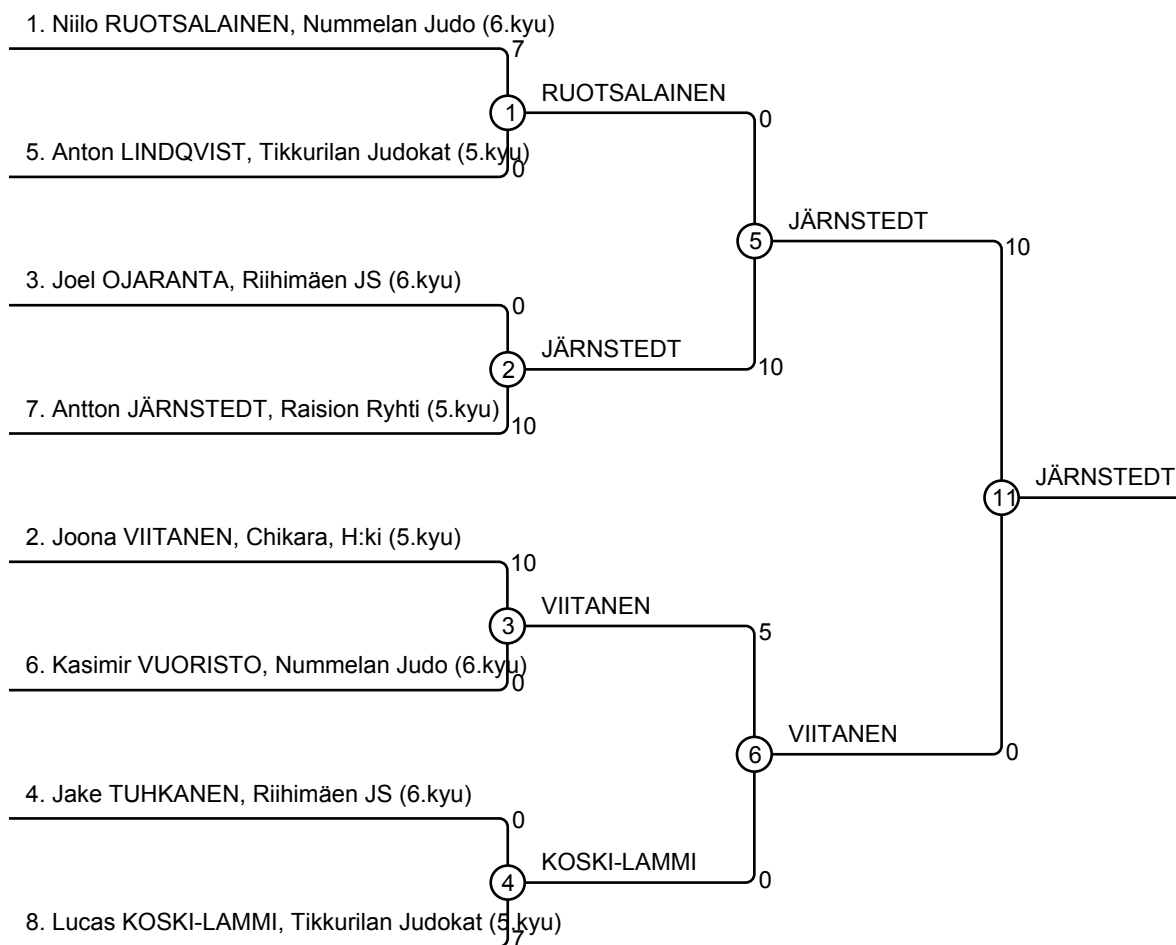 1. Niilo RUOTSALAINEN, Nummelan Judo (6.kyu)
7
1
RUOTSALAINEN
0
5. Anton LINDQVIST, Tikkurilan Judokat (5.kyu)
0
5
JÄRNSTEDT
10
3. Joel OJARANTA, Riihimäen JS (6.kyu)
0
2
JÄRNSTEDT
10
7. Antton JÄRNSTEDT, Raision Ryhti (5.kyu)
10
11
JÄRNSTEDT
2. Joona VIITANEN, Chikara, H:ki (5.kyu)
10
3
VIITANEN
5
6. Kasimir VUORISTO, Nummelan Judo (6.kyu)
0
6
VIITANEN
0
4. Jake TUHKANEN, Riihimäen JS (6.kyu)
0
4
KOSKI-LAMMI
0
8. Lucas KOSKI-LAMMI, Tikkurilan Judokat (5.kyu)
7